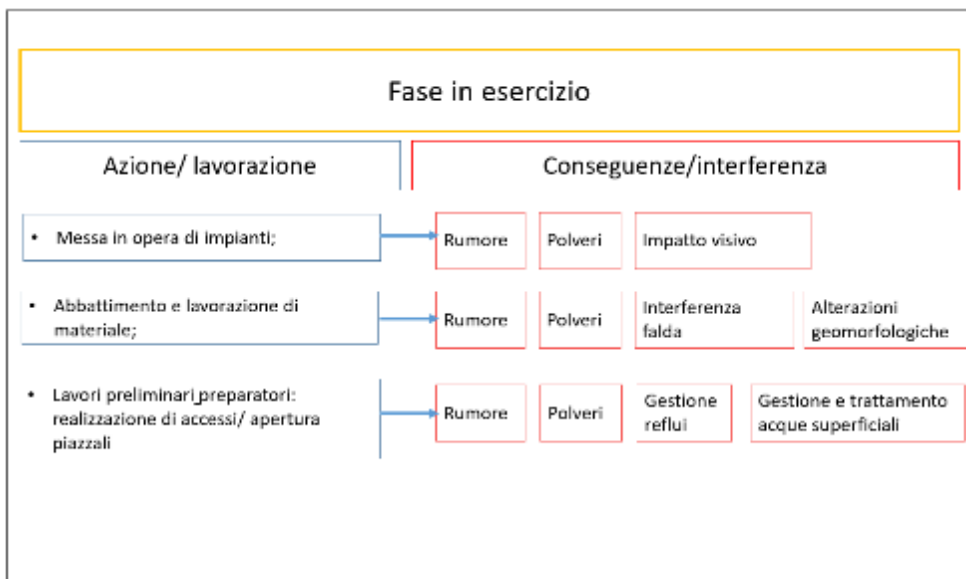 Fase in esercizio
Azione/ lavorazione
Conseguenze/interferenza
• Messa in opera di impianti;
Rumore
Polveri
Impatto visivo
• Abbattimento e lavorazione di
materiale;
Rumore
Polveri
Interferenza
falda
Alterazioni
geomorfologiche
• Lavori preliminari preparatori:
realizzazione di accessi/ apertura
piazzali
Rumore
Polveri
Gestione
reflui
Gestione e trattamento
acque superficiali